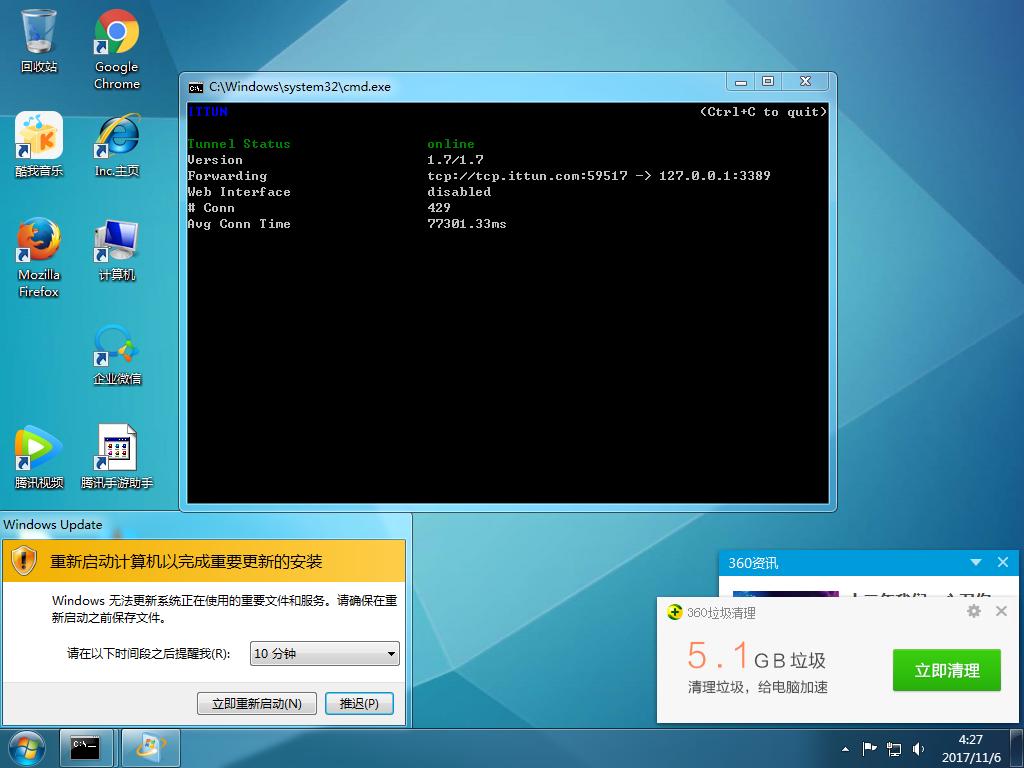 回收站
Google
Chrome
酷我音乐
Inc.主页
Mozilla
Firefox
计算机
企业微信
腾讯视频
腾讯手游助手
C:\Windows\system32\cmd.exe
ITTUN (Ctrl+C to quit)
Tunnel Status online
Version 1.7/1.7
Forwarding tcp://tcp.ittun.com:59517 -> 127.0.0.1:3389
Web Interface disabled
# Conn 429
Avg Conn Time 77301.33ms
Windows Update
重新启动计算机以完成重要更新的安装
Windows 无法更新系统正在使用的重要文件和服务。请确保在重
新启动之前保存文件。
请在以下时间段之后提醒我(R): 10 分钟
立即重新启动(N) 推迟(P)
360资讯
360垃圾清理
5.1GB垃圾
清理垃圾，给电脑加速
立即清理
C:\_
4:27
2017/11/6